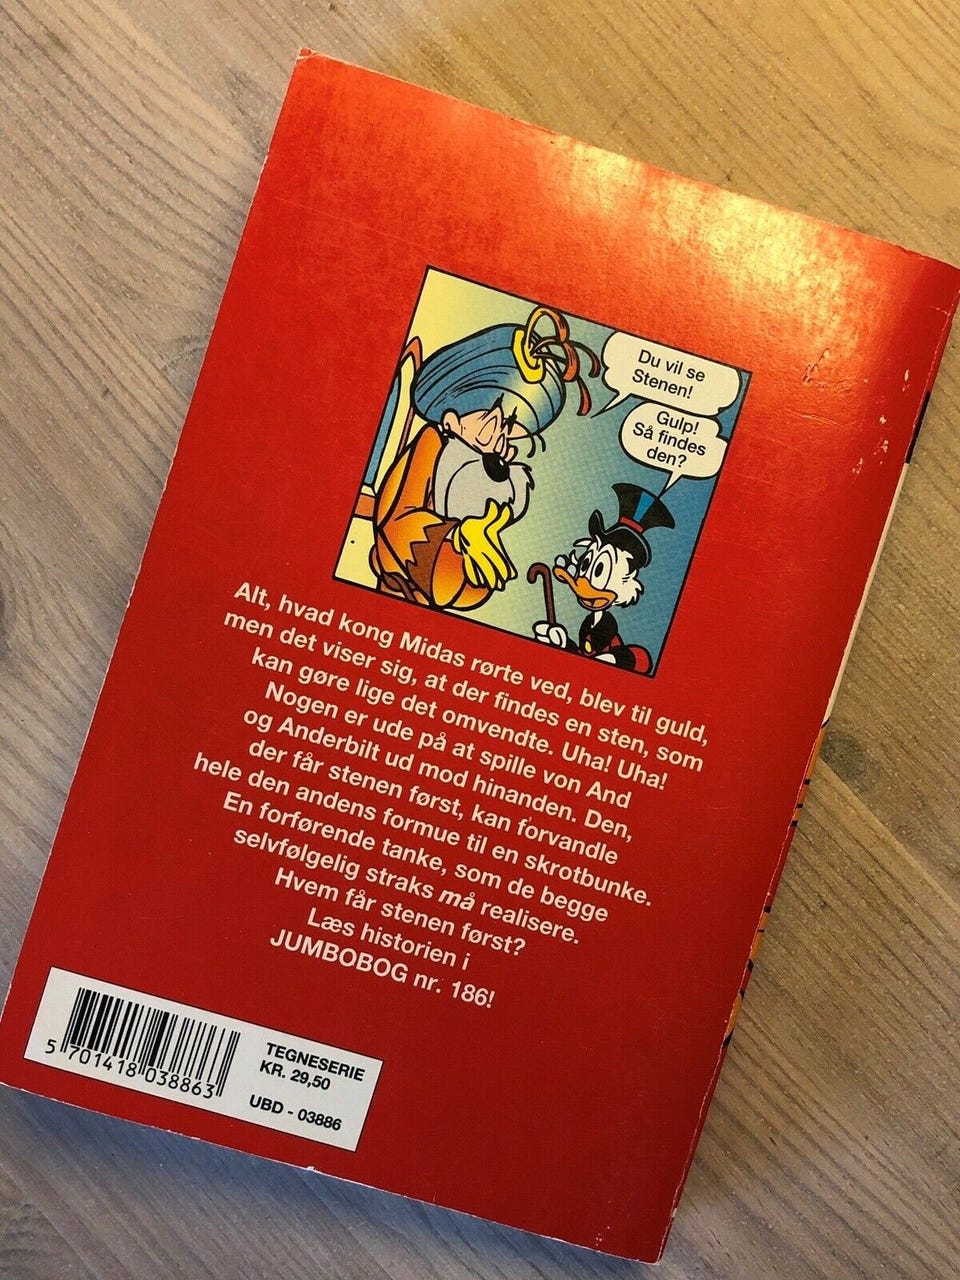 Du vil se
Stenen!
Gulp!
Så findes
den?
Alt, hvad kong Midas rørte ved, blev til guld,
men det viser sig, at der findes en sten, som
kan gøre lige det omvendte. Uha! Uha!
Nogen er ude på at spille von And
og Anderbilt ud mod hinanden. Den,
der får stenen først, kan forvandle
hele den andens formue til en skrotbunke.
En forførende tanke, som de begge
selvfølgelig straks må realisere.
Hvem får stenen først?
Læs historien i
JUMBOBOG nr. 186!
5 701418 038863
TEGNESERIE
KR. 29,50
UBD - 03886